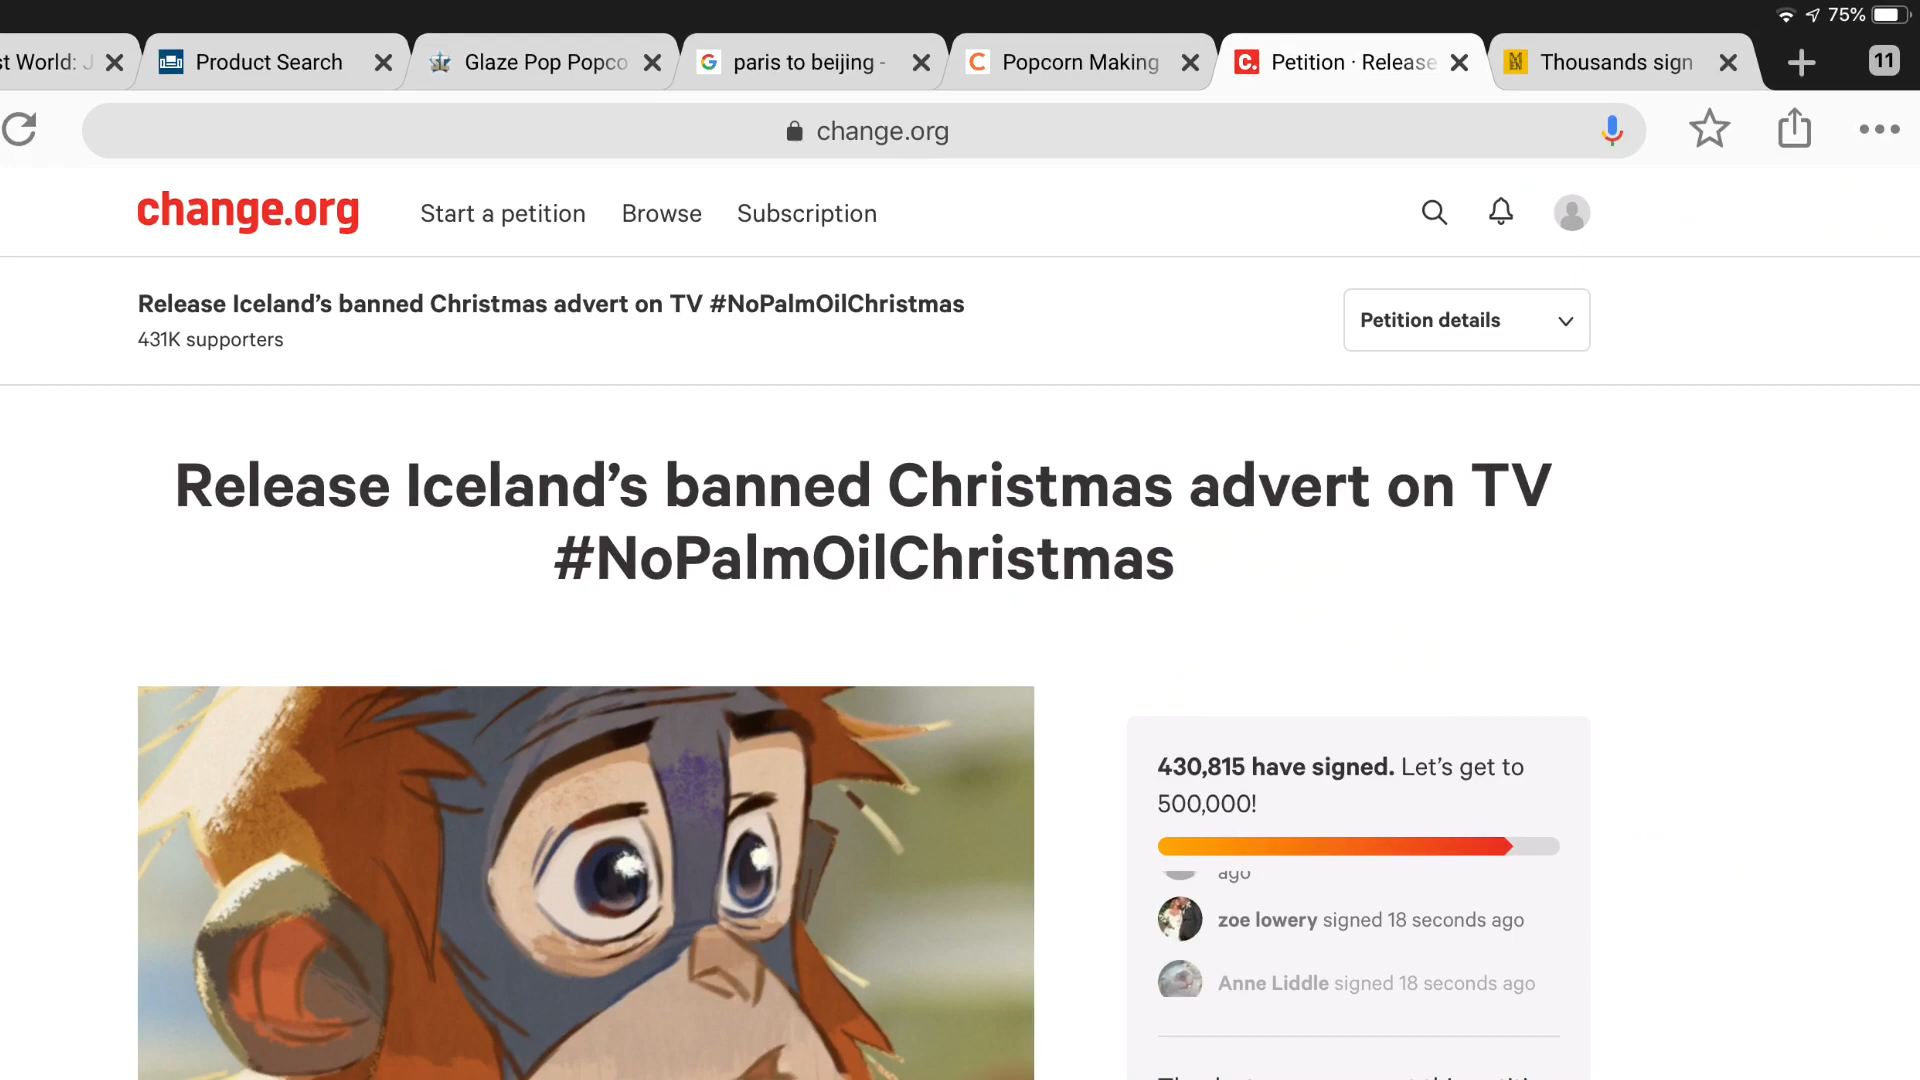 75%
st World: J
Product Search
Glaze Pop Popco
paris to beijing -
Popcorn Making
Petition · Release
Thousands sign
11
change.org
change.org
Start a petition
Browse
Subscription
Release Iceland’s banned Christmas advert on TV #NoPalmOilChristmas
431K supporters
Petition details
Release Iceland’s banned Christmas advert on TV
#NoPalmOilChristmas
430,815 have signed. Let’s get to
500,000!
ago
zoe lowery signed 18 seconds ago
Anne Liddle signed 18 seconds ago